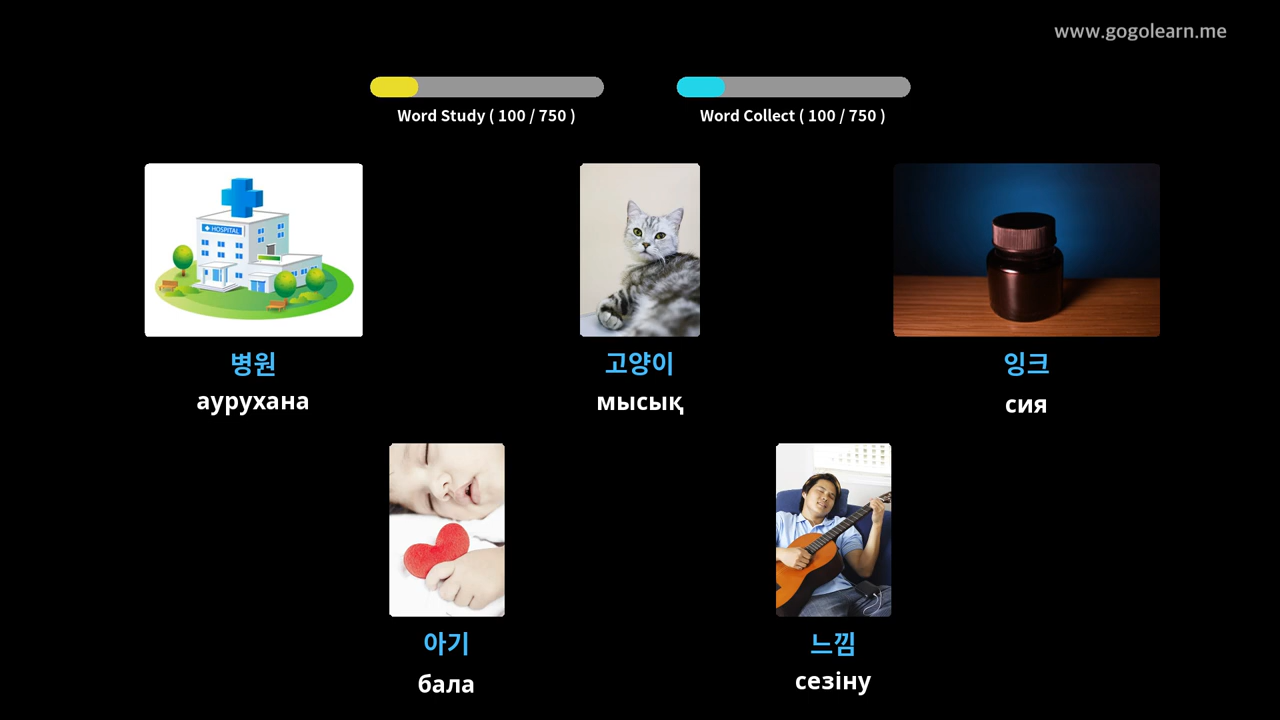 www.gogolearn.me
Word Study ( 100 / 750 )
Word Collect ( 100 / 750 )
HOSPITAL
병원
аурухана
고양이
мысық
잉크
сия
아기
бала
느낌
сезіну